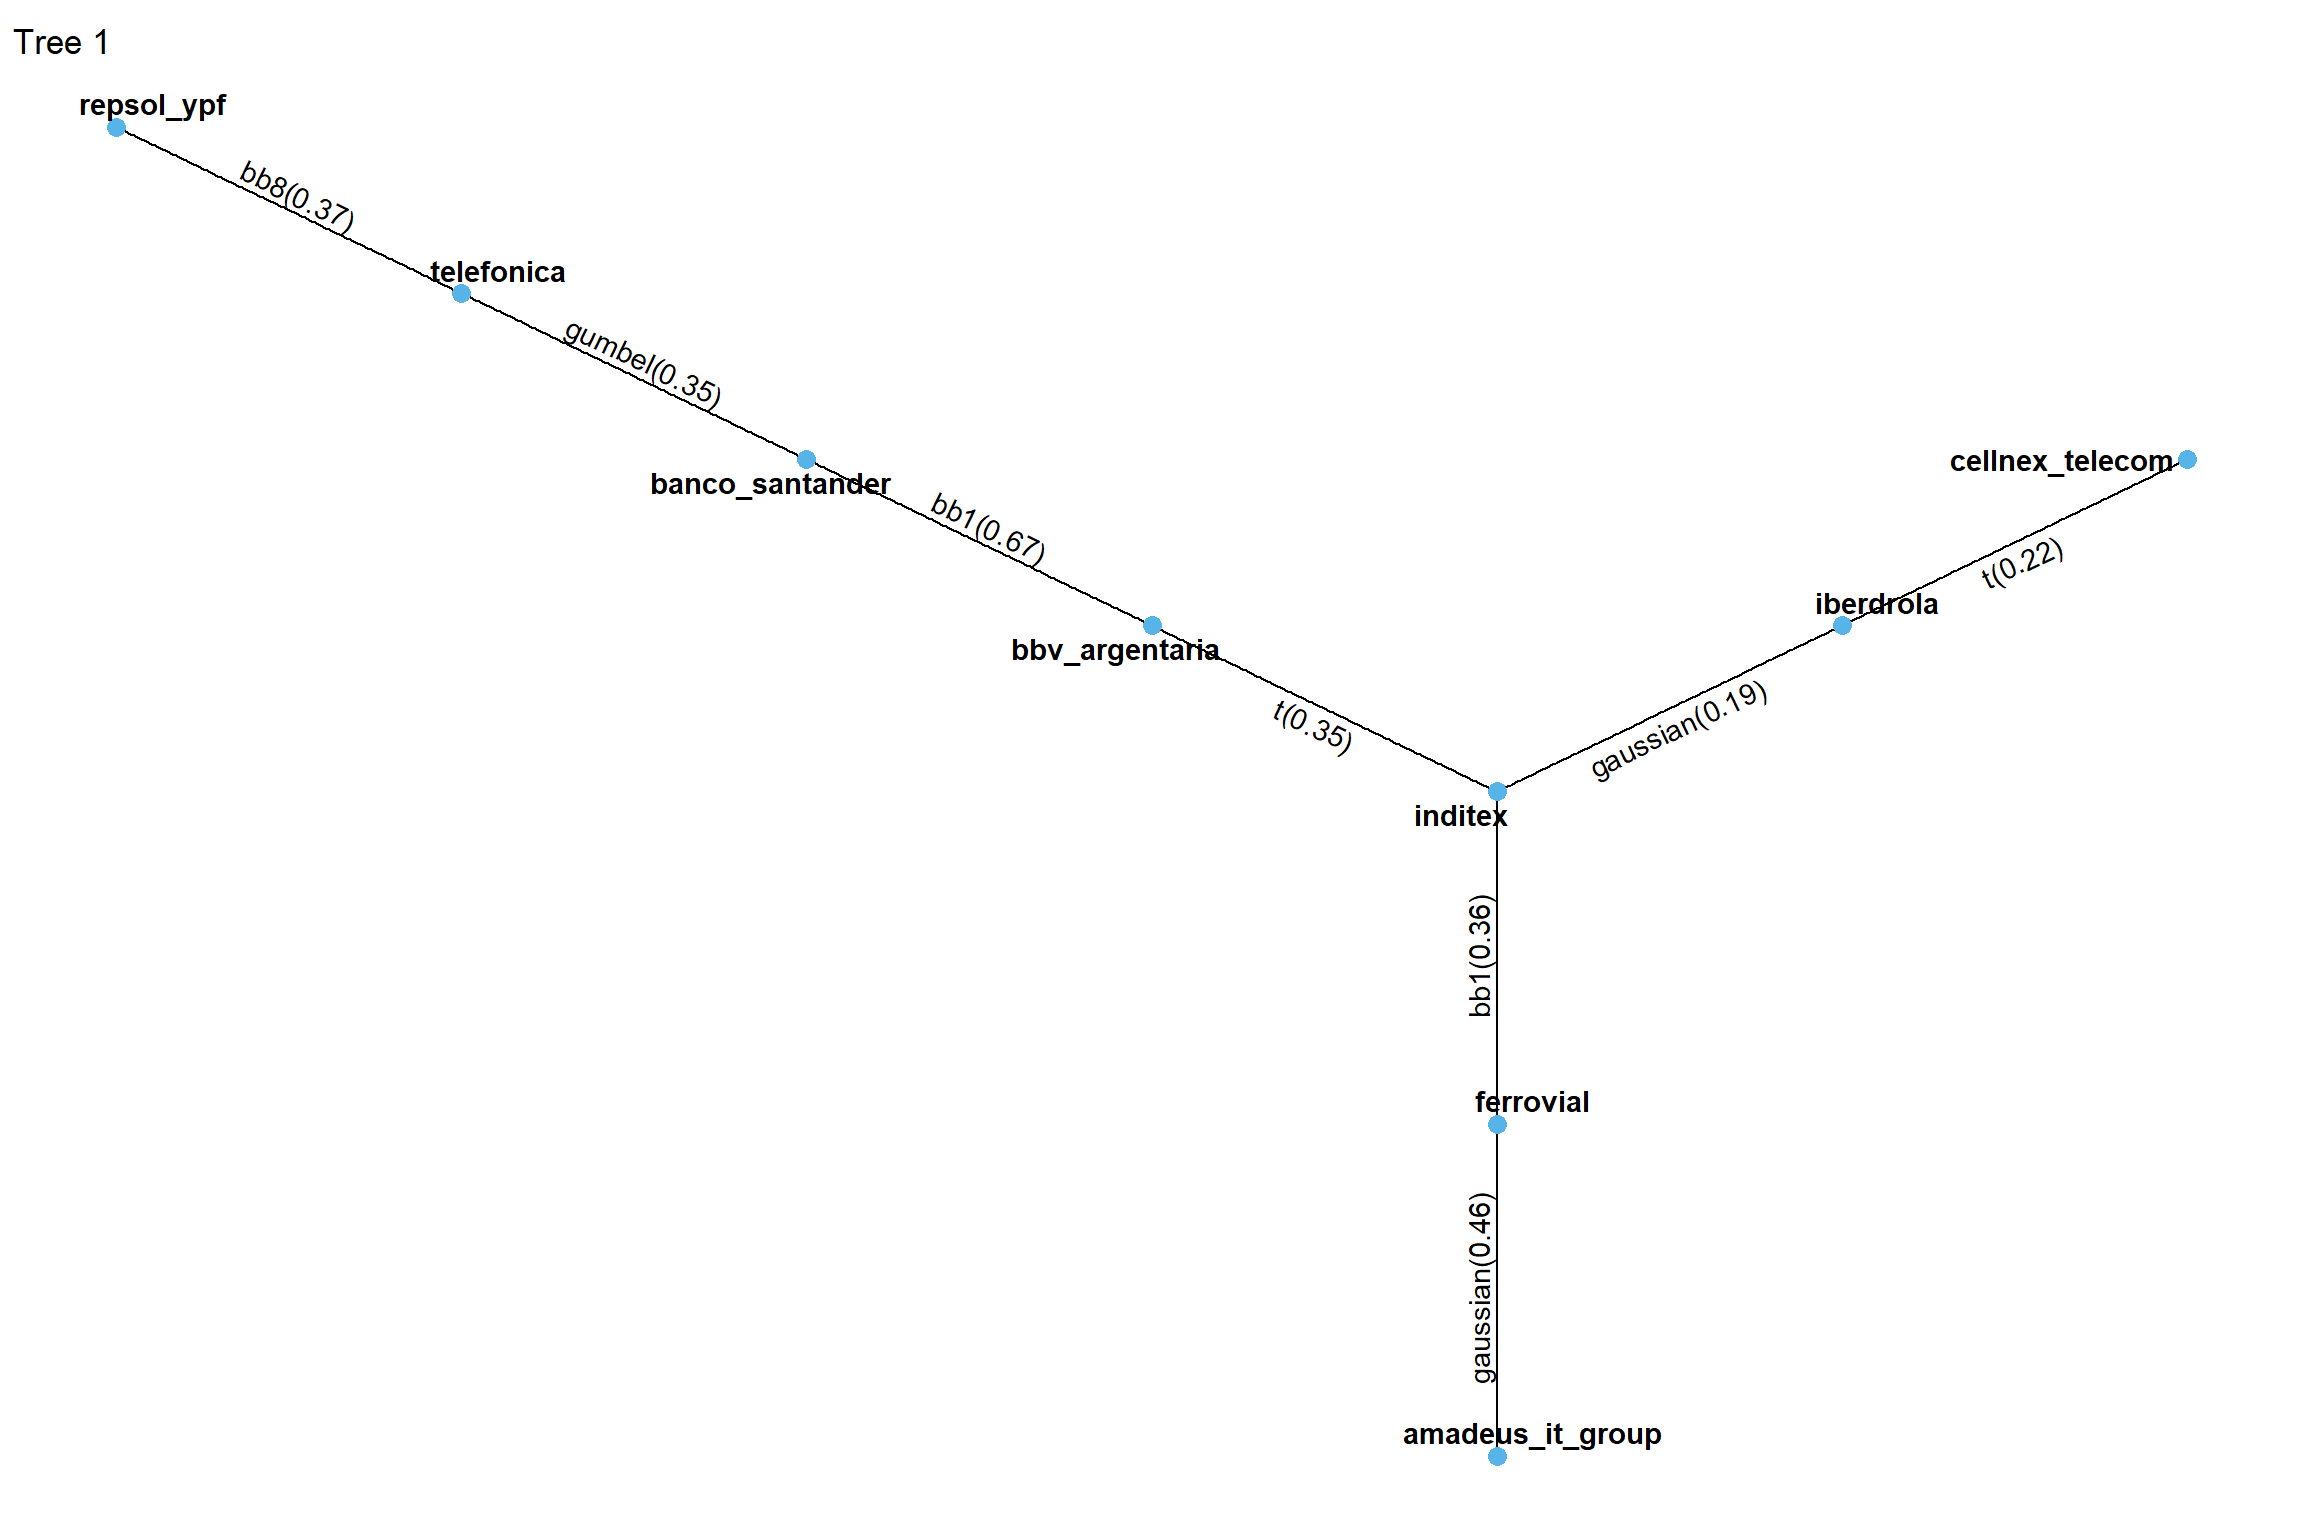 Tree 1
repsol_ypf
bb8(0.37)
telefonica
gumbel(0.35)
banco_santander
cellnex_telecom
bb1(0.67)
t(0.22)
iberdrola
bbv_argentaria
t(0.35)
gaussian(0.19)
inditex
bb1(0.36)
ferrovial
gaussian(0.46)
amadeus_it_group